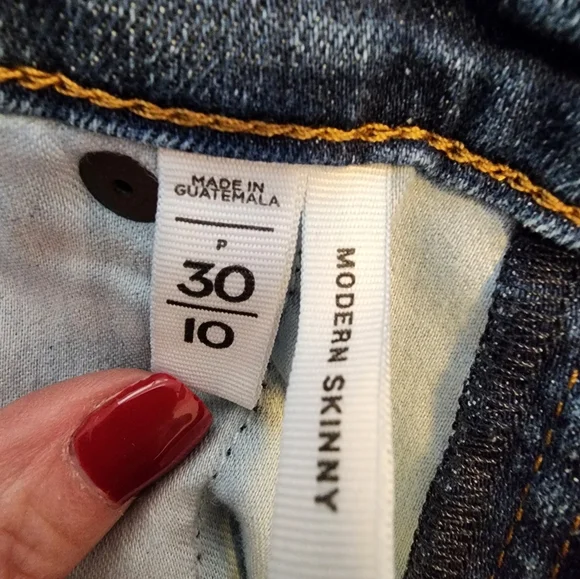 MADE IN
GUATEMALA
P
30
10
MODERN SKINNY